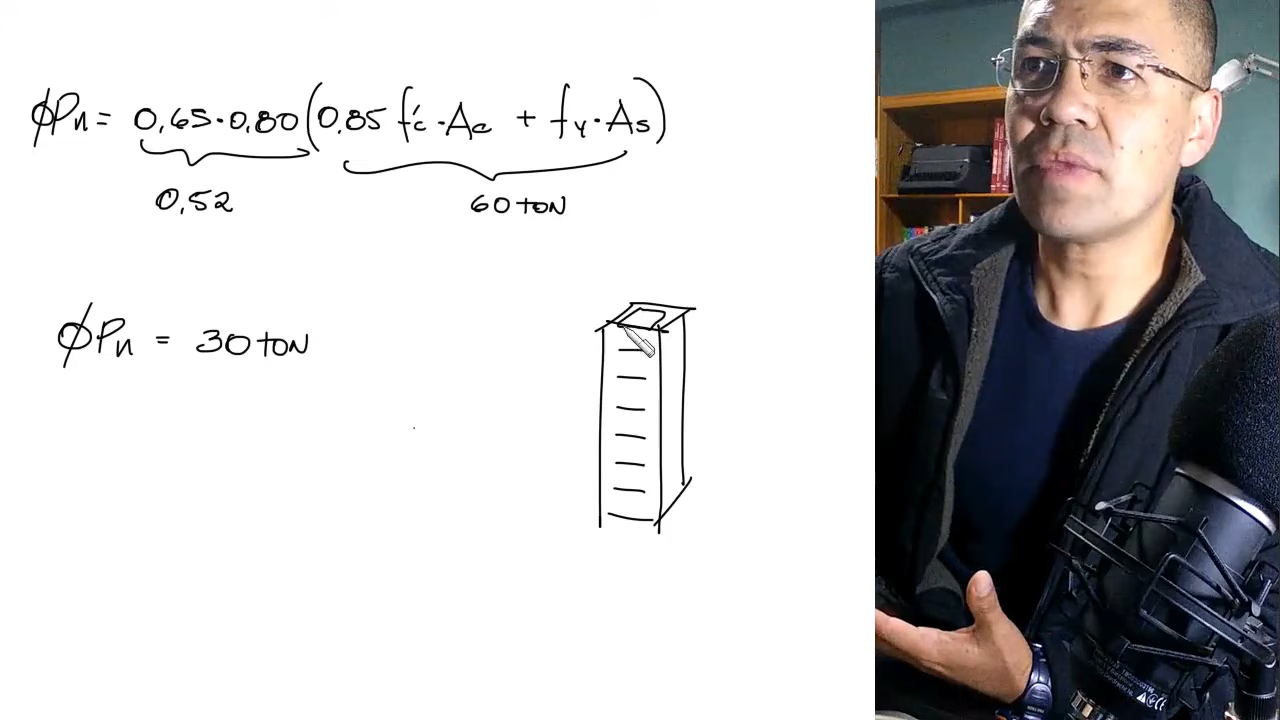 φPn = 0,65·0,80(0,85 f'c·Ac + fy·As)
0,52 60 TON
φPn = 30 TON